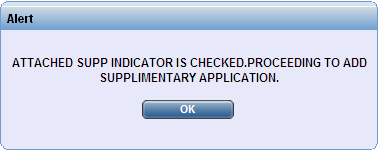 Alert
ATTACHED SUPP INDICATOR IS CHECKED.PROCEEDING TO ADD
SUPPLIMENTARY APPLICATION.
OK